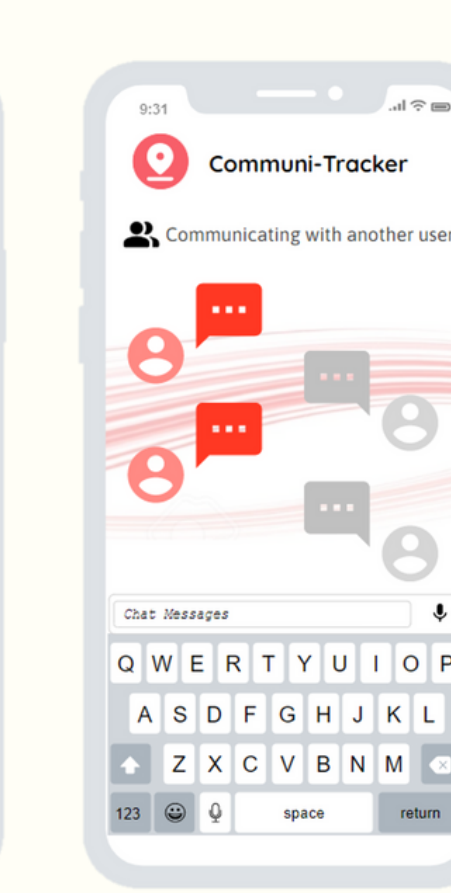 9:31
Communi-Tracker
Communicating with another user
Chat Messages
Q W E R T Y U I O P
A S D F G H J K L
Z X C V B N M
123 space return